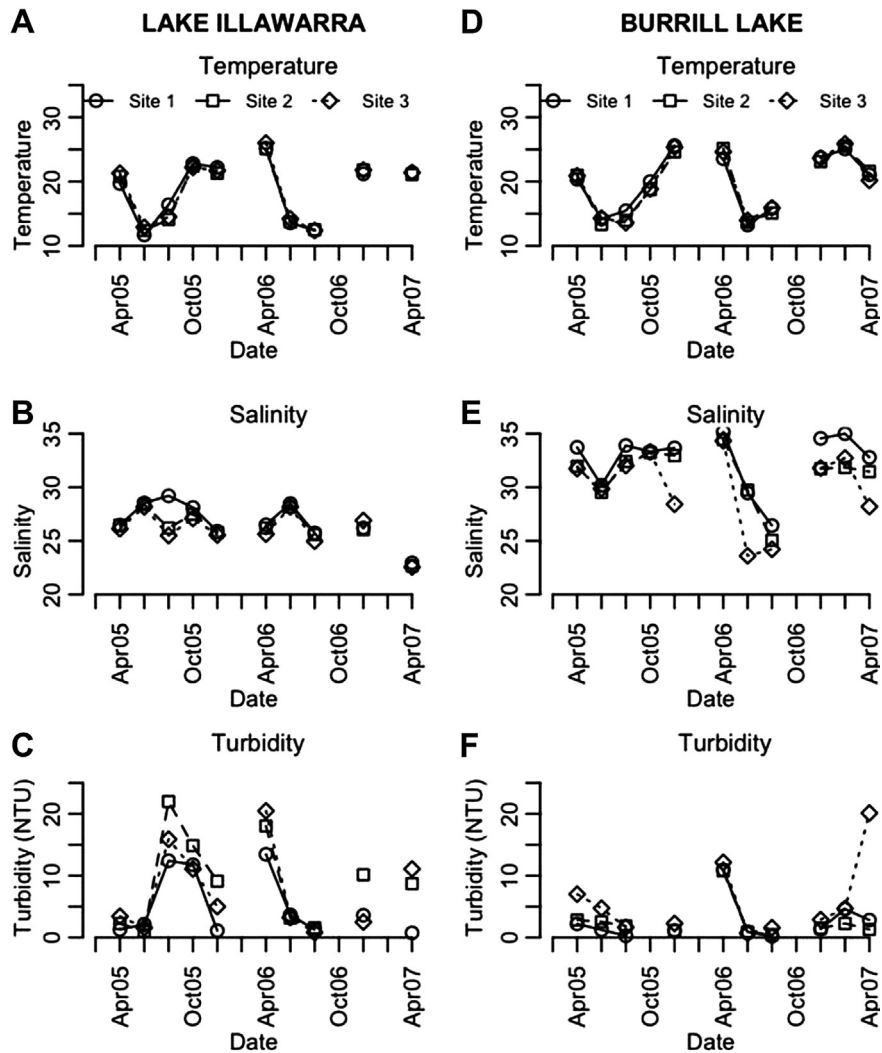 A LAKE ILLAWARRA
Temperature
Site 1 Site 2 Site 3
Temperature
10 20 30
Apr05 Oct05 Apr06 Oct06 Apr07
Date
B Salinity
Salinity
20 25 30 35
Apr05 Oct05 Apr06 Oct06 Apr07
Date
C Turbidity
Turbidity (NTU)
0 10 20
Apr05 Oct05 Apr06 Oct06 Apr07
Date
D BURRILL LAKE
Temperature
Site 1 Site 2 Site 3
Temperature
10 20 30
Apr05 Oct05 Apr06 Oct06 Apr07
Date
E Salinity
Salinity
20 25 30 35
Apr05 Oct05 Apr06 Oct06 Apr07
Date
F Turbidity
Turbidity (NTU)
0 10 20
Apr05 Oct05 Apr06 Oct06 Apr07
Date